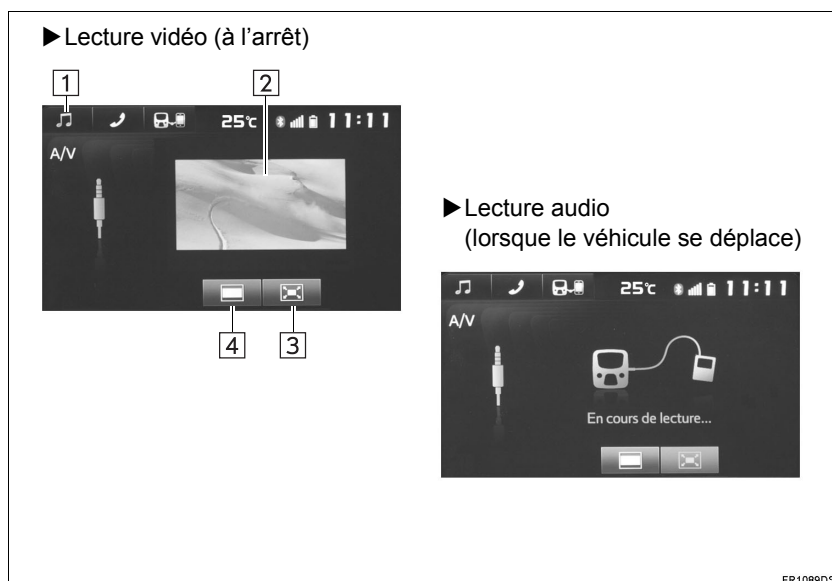 ▶Lecture vidéo (à l'arrêt)
1 2
25℃ 11:11
A/V
4 3
▶Lecture audio
(lorsque le véhicule se déplace)
25℃ 11:11
A/V
En cours de lecture...